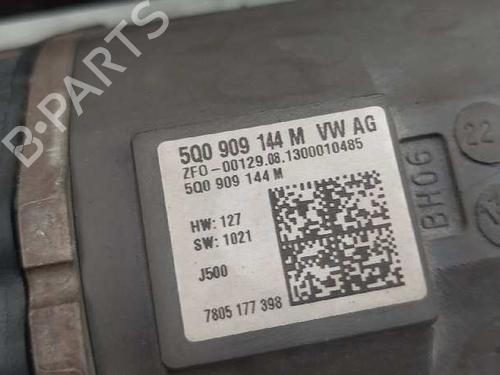 5Q0 909 144 M VW AG
ZFO-00129.08.1300010485
5Q0 909 144 M
HW: 127
SW: 1021
J500
7805 177 398
BH06
22
B-PARTS